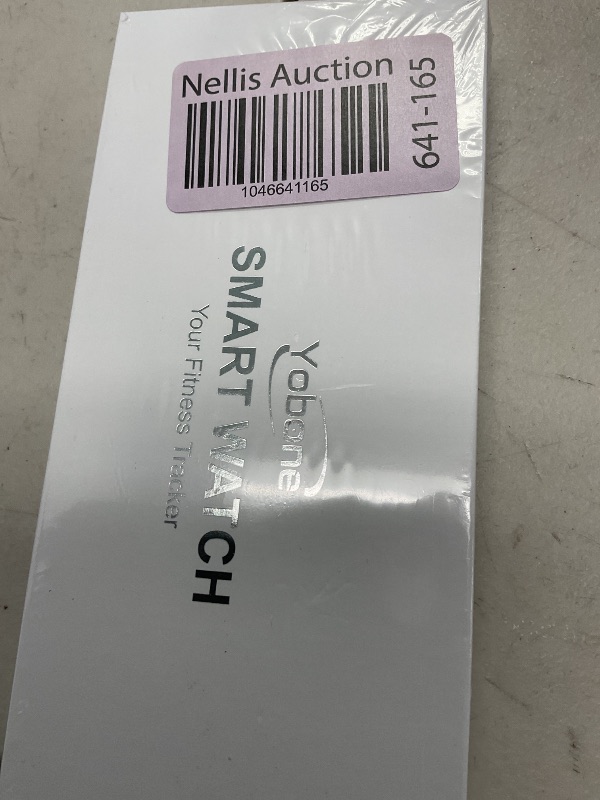 Nellis Auction
1046641165
641-165
Yobone
SMART WATCH
Your Fitness Tracker